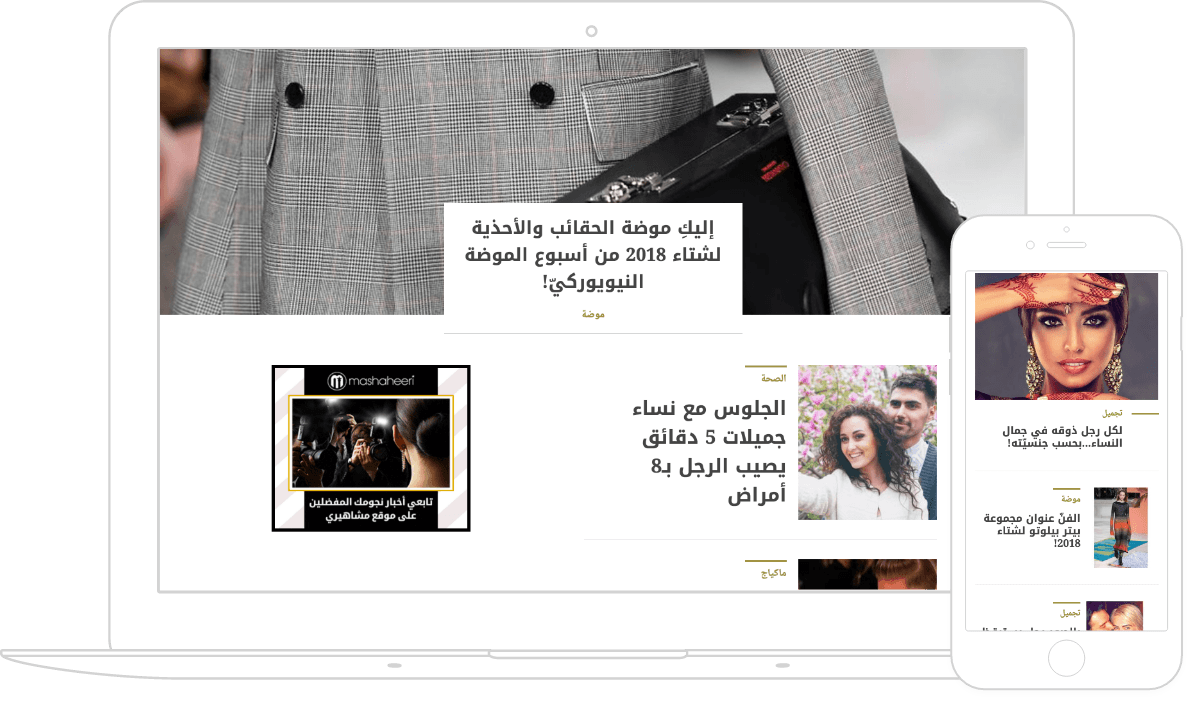 إليكِ موضة الحقائب والأحذية
لشتاء 2018 من أسبوع الموضة
النيويوركيّ!
موضة
الصحة
الجلوس مع نساء
جميلات 5 دقائق
يصيب الرجل بـ8
أمراض
mashaheeri
تابعي أخبار نجومك المفضلين
على موقع مشاهيري
ماكياج
تجميل
لكل رجل ذوقه في جمال
النساء...بحسب جنسيّته!
موضة
الفنّ عنوان مجموعة
بيتر بيلوتو لشتاء
2018!
تجميل